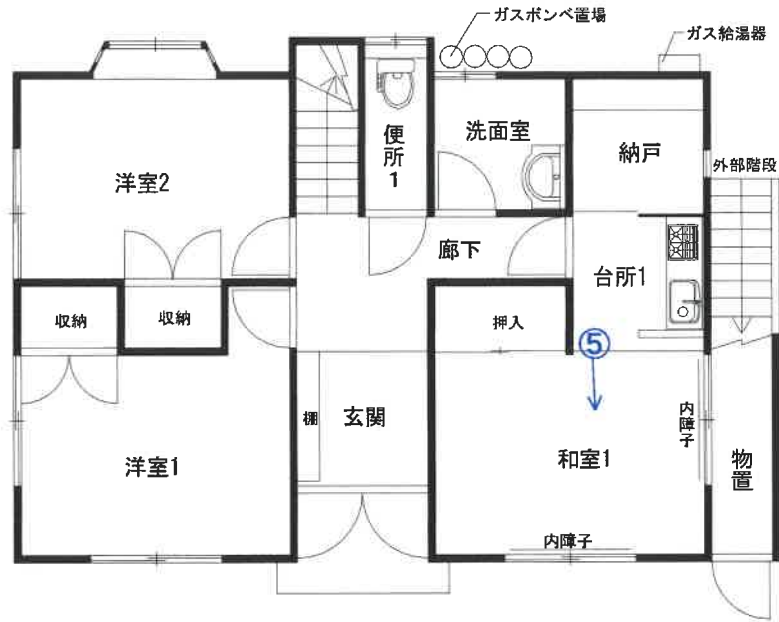 ガスボンベ置場
ガス給湯器
便所1
洗面室
納戸
外部階段
洋室2
廊下
台所1
収納
収納
押入
⑤
棚
玄関
内障子
洋室1
和室1
物置
内障子